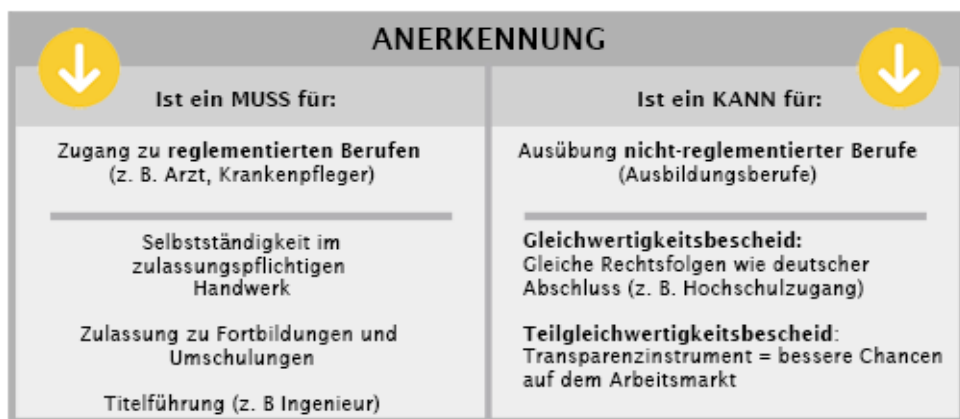 ANERKENNUNG
Ist ein MUSS für:
Zugang zu reglementierten Berufen
(z. B. Arzt, Krankenpfleger)
Selbstständigkeit im
zulassungspflichtigen
Handwerk
Zulassung zu Fortbildungen und
Umschulungen
Titelführung (z. B Ingenieur)
Ist ein KANN für:
Ausübung nicht-reglementierter Berufe
(Ausbildungsberufe)
Gleichwertigkeitsbescheid:
Gleiche Rechtsfolgen wie deutscher
Abschluss (z. B. Hochschulzugang)
Teilgleichwertigkeitsbescheid:
Transparenzinstrument = bessere Chancen
auf dem Arbeitsmarkt